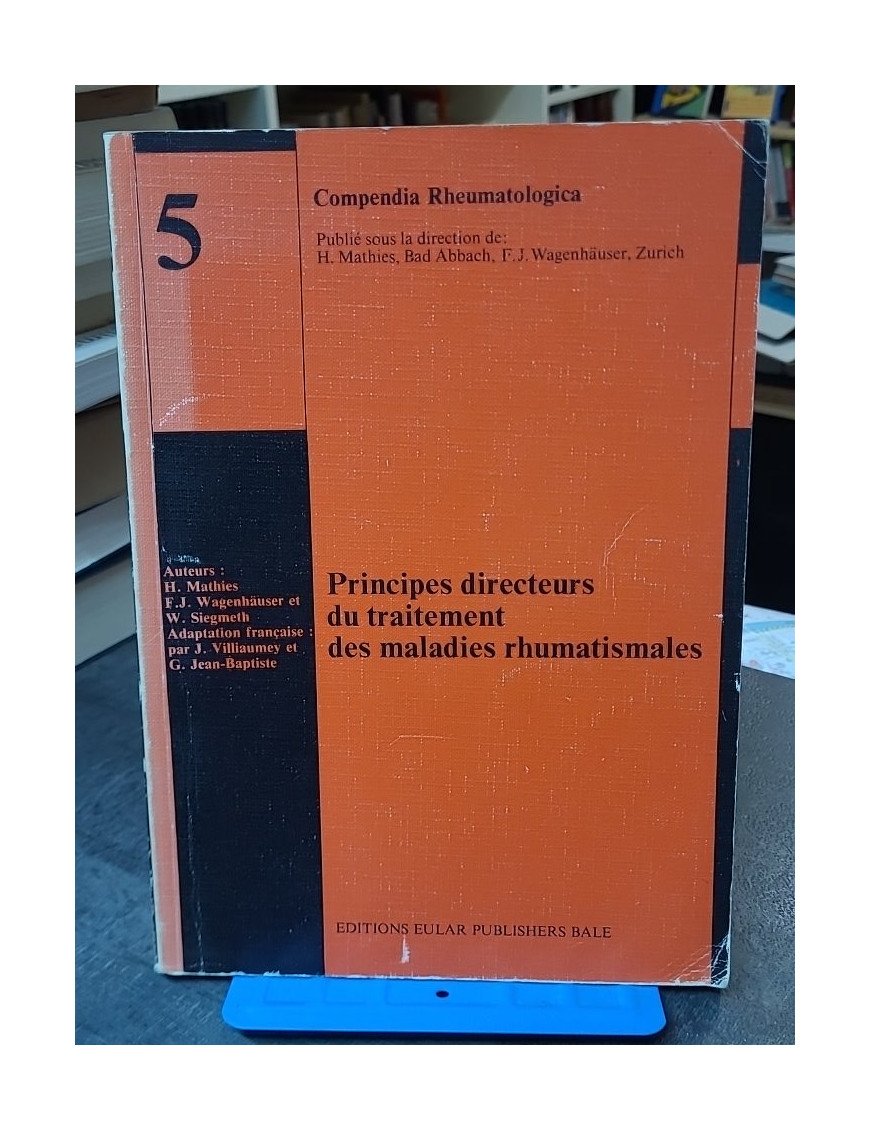 5
Compendia Rheumatologica
Publié sous la direction de:
H. Mathies, Bad Abbach, F.J. Wagenhäuser, Zurich
Auteurs :
H. Mathies
F.J. Wagenhäuser et
W. Siegmeth
Adaptation française :
par J. Villiaumey et
G. Jean-Baptiste
Principes directeurs
du traitement
des maladies rhumatismales
EDITIONS EULAR PUBLISHERS BALE